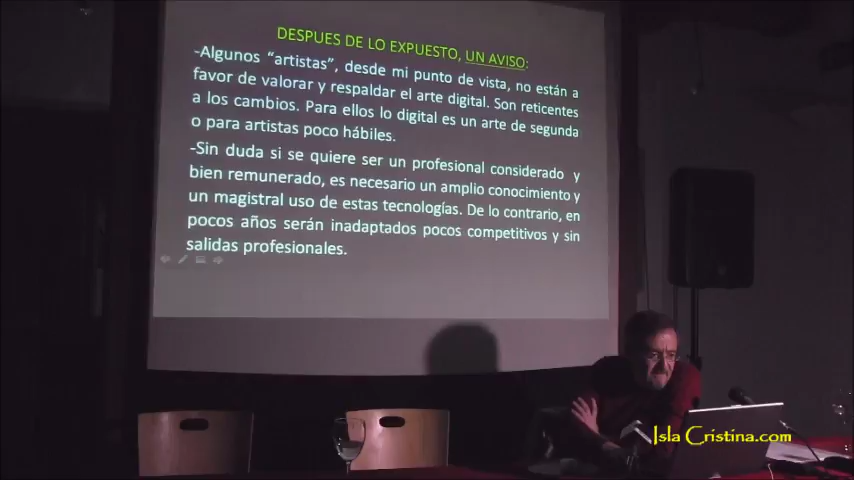 DESPUES DE LO EXPUESTO, UN AVISO:
-Algunos “artistas”, desde mi punto de vista, no están a
favor de valorar y respaldar el arte digital. Son reticentes
a los cambios. Para ellos lo digital es un arte de segunda
o para artistas poco hábiles.
-Sin duda si se quiere ser un profesional considerado y
bien remunerado, es necesario un amplio conocimiento y
un magistral uso de estas tecnologías. De lo contrario, en
pocos años serán inadaptados pocos competitivos y sin
salidas profesionales.
Isla Cristina.com